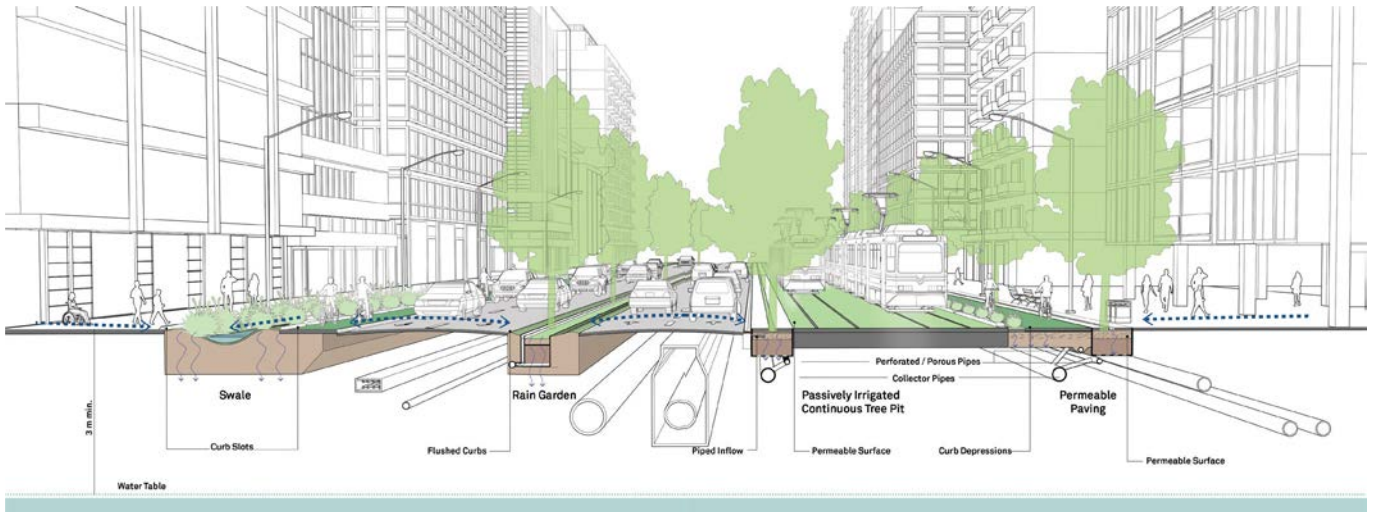 Perforated / Porous Pipes
Collector Pipes
Swale
Rain Garden
Passively Irrigated
Continuous Tree Pit
Permeable
Paving
3 m min.
Curb Slots
Flushed Curbs
Piped Inflow
Permeable Surface
Curb Depressions
Permeable Surface
Water Table